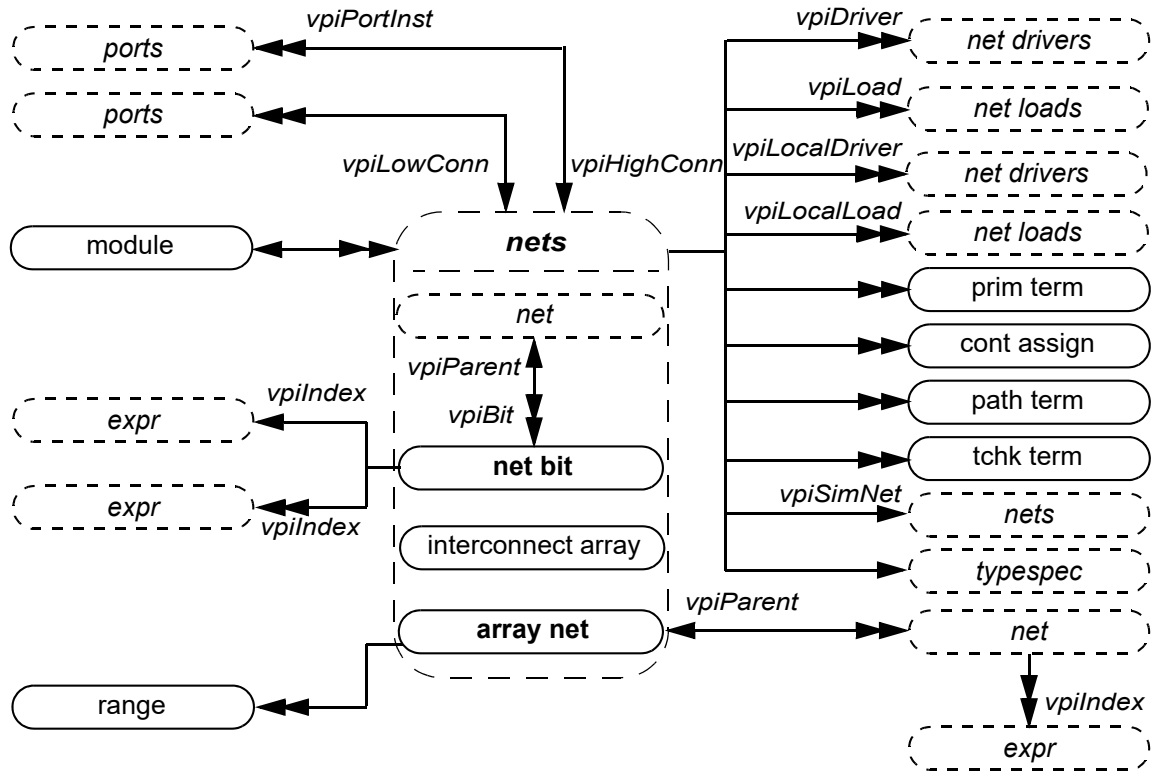 vpiPortInst
vpiDriver
ports
net drivers
vpiLoad
ports
net loads
vpiLocalDriver
vpiLowConn
vpiHighConn
net drivers
vpiLocalLoad
module
nets
net loads
prim term
net
cont assign
vpiParent
vpiIndex
vpiBit
path term
expr
net bit
tchk term
vpiSimNet
expr
nets
vpiIndex
interconnect array
typespec
vpiParent
array net
net
range
vpiIndex
expr